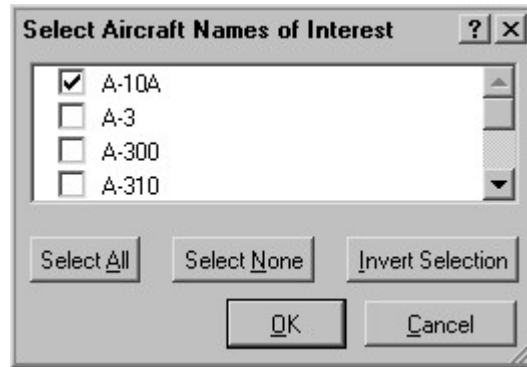 Select Aircraft Names of Interest ? ×
A-10A
A-3
A-300
A-310
Select All Select None Invert Selection
OK Cancel